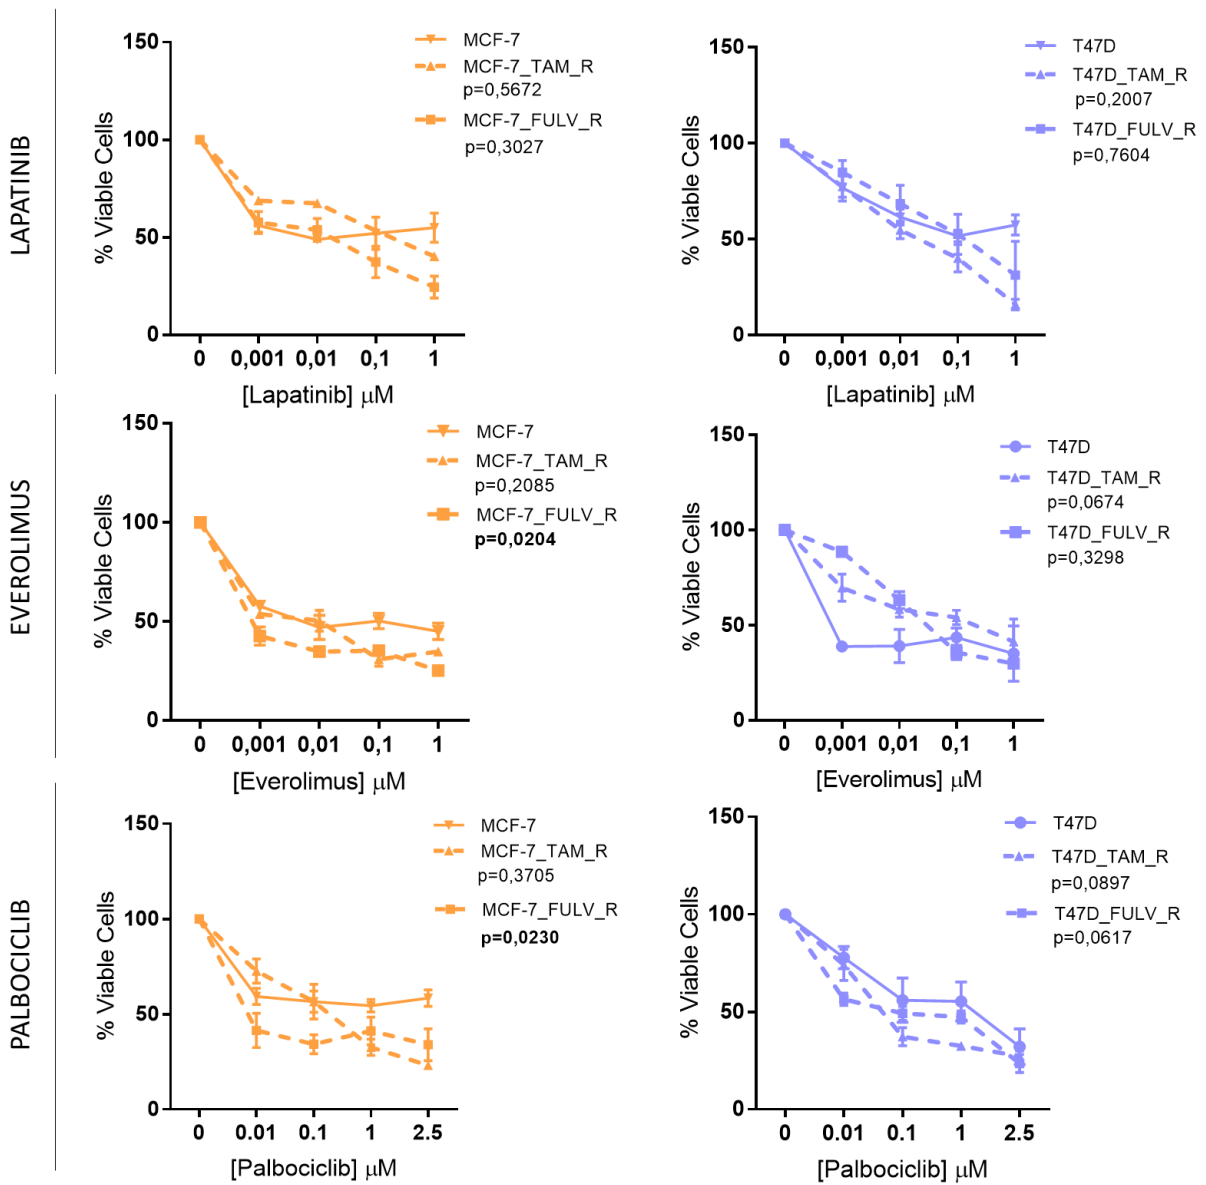 LAPATINIB
150
100
50
0
% Viable Cells
0 0,001 0,01 0,1 1
[Lapatinib] μM
MCF-7
MCF-7_TAM_R
p=0,5672
MCF-7_FULV_R
p=0,3027
150
100
50
0
% Viable Cells
0 0,001 0,01 0,1 1
[Lapatinib] μM
T47D
T47D_TAM_R
p=0,2007
T47D_FULV_R
p=0,7604
EVEROLIMUS
150
100
50
0
% Viable Cells
0 0,001 0,01 0,1 1
[Everolimus] μM
MCF-7
MCF-7_TAM_R
p=0,2085
MCF-7_FULV_R
p=0,0204
150
100
50
0
% Viable Cells
0 0,001 0,01 0,1 1
[Everolimus] μM
T47D
T47D_TAM_R
p=0,0674
T47D_FULV_R
p=0,3298
PALBOCICLIB
150
100
50
0
% Viable Cells
0 0.01 0.1 1 2.5
[Palbociclib] μM
MCF-7
MCF-7_TAM_R
p=0,3705
MCF-7_FULV_R
p=0,0230
150
100
50
0
% Viable Cells
0 0.01 0.1 1 2.5
[Palbociclib] μM
T47D
T47D_TAM_R
p=0,0897
T47D_FULV_R
p=0,0617